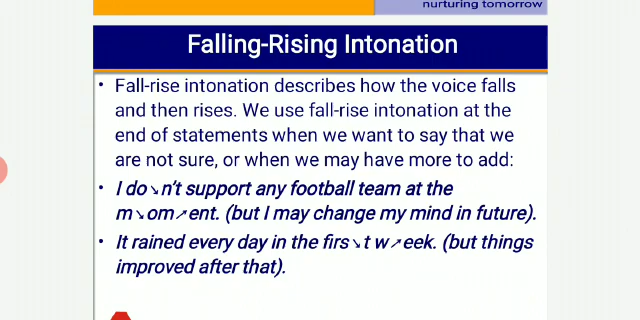 nurturing tomorrow
Falling-Rising Intonation
• Fall-rise intonation describes how the voice falls
and then rises. We use fall-rise intonation at the
end of statements when we want to say that we
are not sure, or when we may have more to add:
• I do↘n’t support any football team at the
m↘om↗ent. (but I may change my mind in future).
• It rained every day in the firs↘t w↗eek. (but things
improved after that).